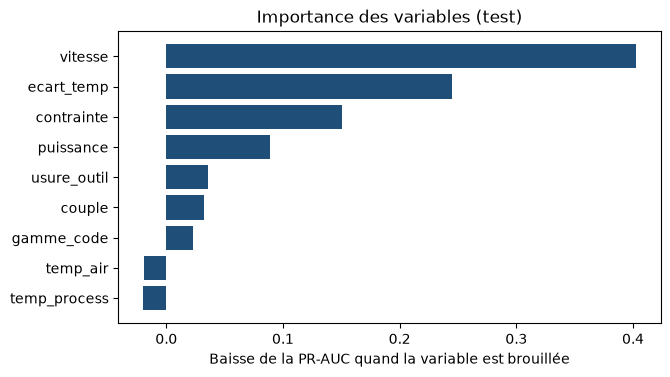 Importance des variables (test)
vitesse
ecart_temp
contrainte
puissance
usure_outil
couple
gamme_code
temp_air
temp_process
0.0 0.1 0.2 0.3 0.4
Baisse de la PR-AUC quand la variable est brouillée